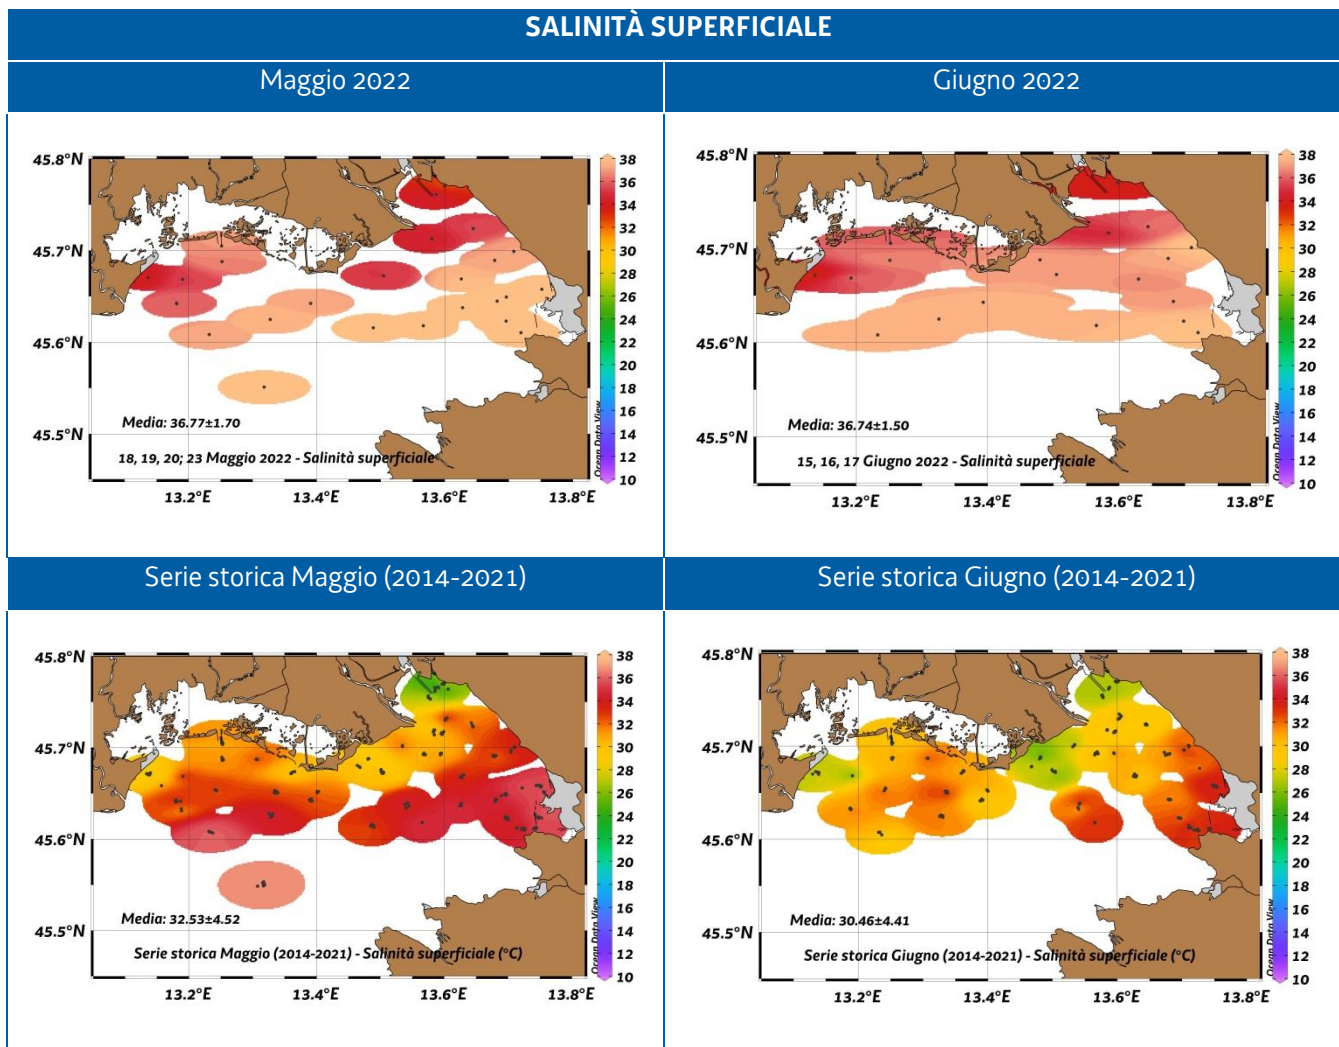 SALINITÀ SUPERFICIALE
Maggio 2022
Giugno 2022
45.8°N
45.7°N
45.6°N
45.5°N
13.2°E
13.4°E
13.6°E
13.8°E
38
36
34
32
30
28
26
24
22
20
18
16
14
12
10
Ocean Data View
Media: 36.77±1.70
18, 19, 20; 23 Maggio 2022 - Salinità superficiale
45.8°N
45.7°N
45.6°N
45.5°N
13.2°E
13.4°E
13.6°E
13.8°E
38
36
34
32
30
28
26
24
22
20
18
16
14
12
10
Ocean Data View
Media: 36.74±1.50
15, 16, 17 Giugno 2022 - Salinità superficiale
Serie storica Maggio (2014-2021)
Serie storica Giugno (2014-2021)
45.8°N
45.7°N
45.6°N
45.5°N
13.2°E
13.4°E
13.6°E
13.8°E
38
36
34
32
30
28
26
24
22
20
18
16
14
12
10
Ocean Data View
Media: 32.53±4.52
Serie storica Maggio (2014-2021) - Salinità superficiale (°C)
45.8°N
45.7°N
45.6°N
45.5°N
13.2°E
13.4°E
13.6°E
13.8°E
38
36
34
32
30
28
26
24
22
20
18
16
14
12
10
Ocean Data View
Media: 30.46±4.41
Serie storica Giugno (2014-2021) - Salinità superficiale (°C)